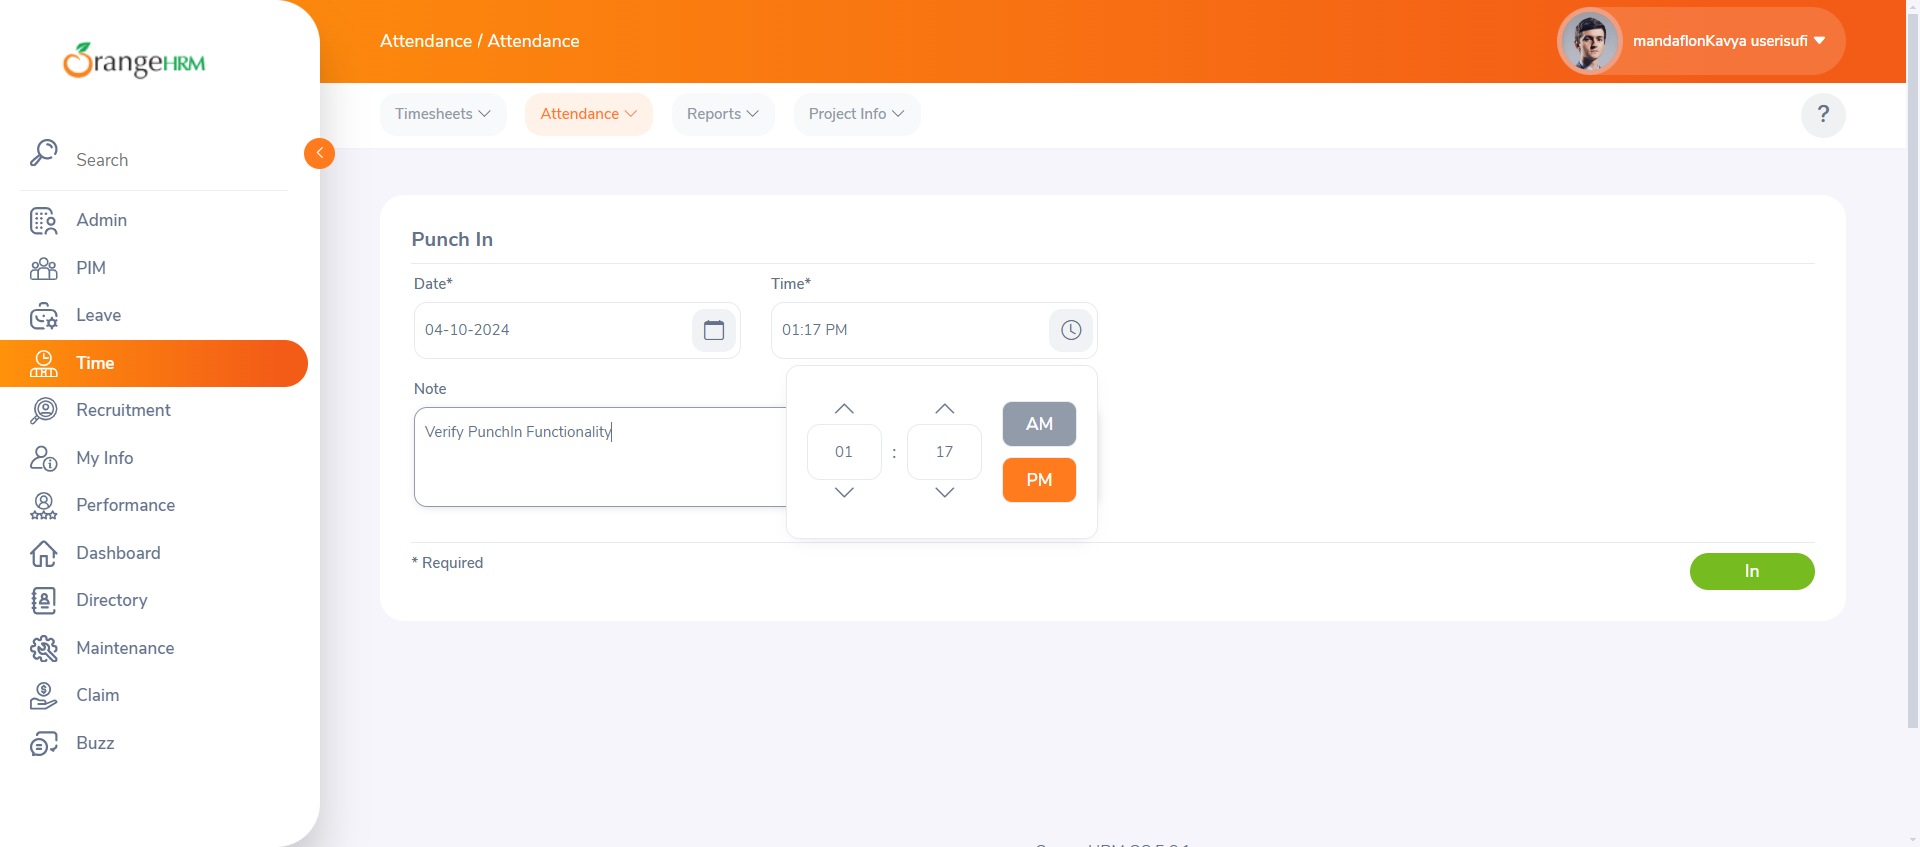 OrangeHRM
Attendance / Attendance
mandaflonKavya userisufi
Timesheets
Attendance
Reports
Project Info
?
Search
Admin
PIM
Leave
Time
Recruitment
My Info
Performance
Dashboard
Directory
Maintenance
Claim
Buzz
Punch In
Date*
Time*
04-10-2024
01:17 PM
Note
Verify PunchIn Functionality
01 : 17
AM
PM
* Required
In